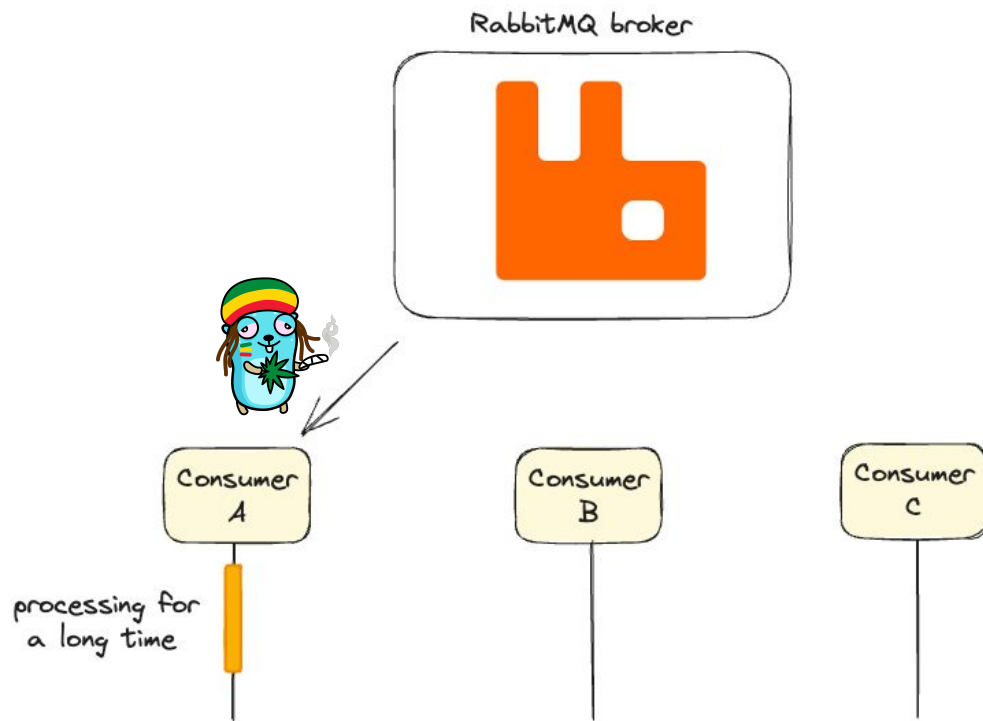 RabbitMQ broker
Consumer
A
Consumer
B
Consumer
C
processing for
a long time